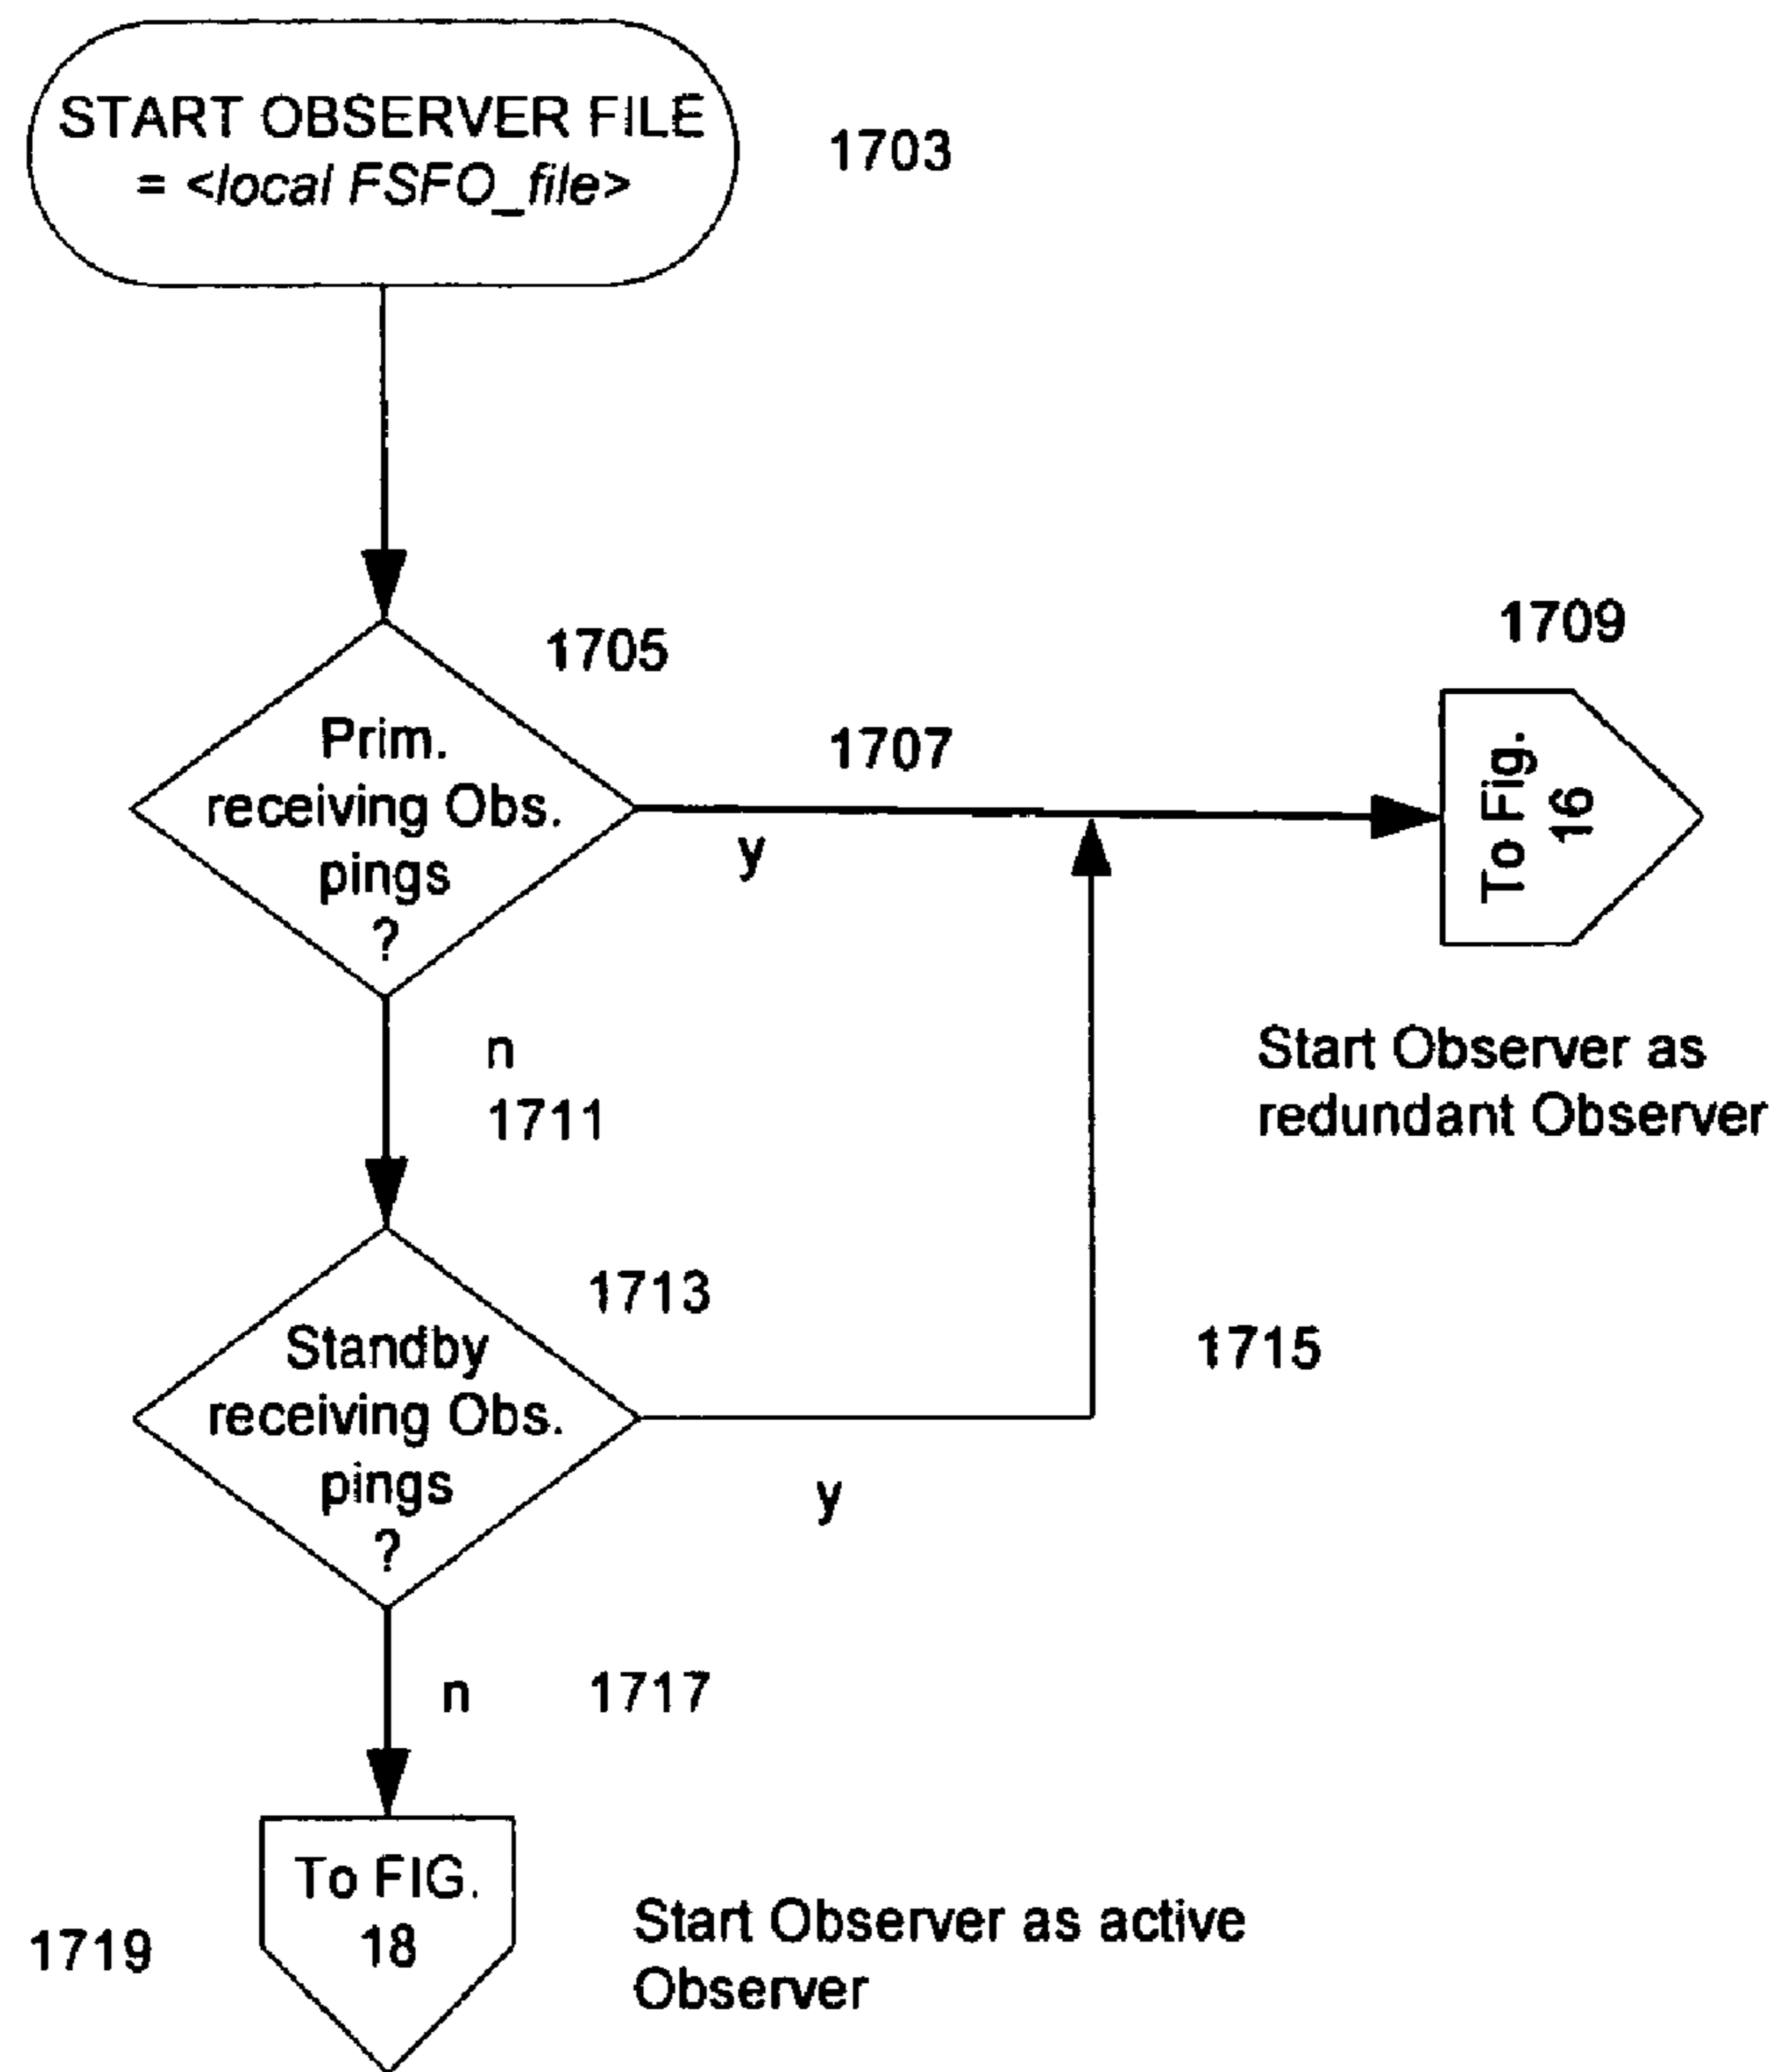 START OBSERVER FILE
= <local FSFO_file>
1703
1705
Prim.
receiving Obs.
pings
?
1707
y
1709
To Fig.
16
Start Observer as
redundant Observer
n
1711
1713
Standby
receiving Obs.
pings
?
1715
y
n
1717
To FIG.
18
1719
Start Observer as active
Observer